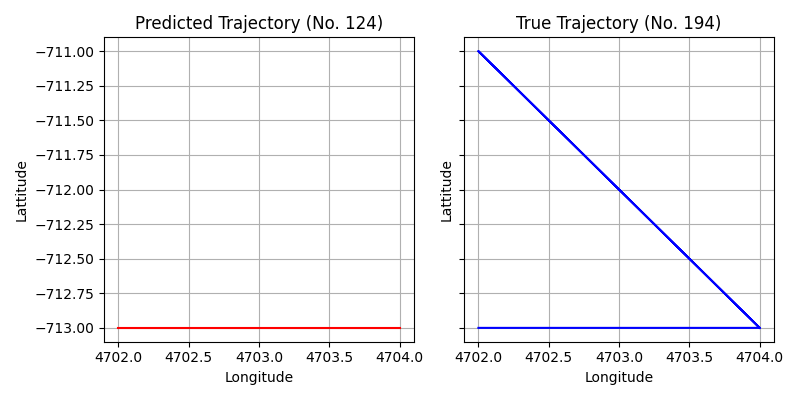 Predicted Trajectory (No. 124)
True Trajectory (No. 194)
−711.00
−711.25
−711.50
−711.75
−712.00
−712.25
−712.50
−712.75
−713.00
Lattitude
Lattitude
4702.0 4702.5 4703.0 4703.5 4704.0
4702.0 4702.5 4703.0 4703.5 4704.0
Longitude
Longitude